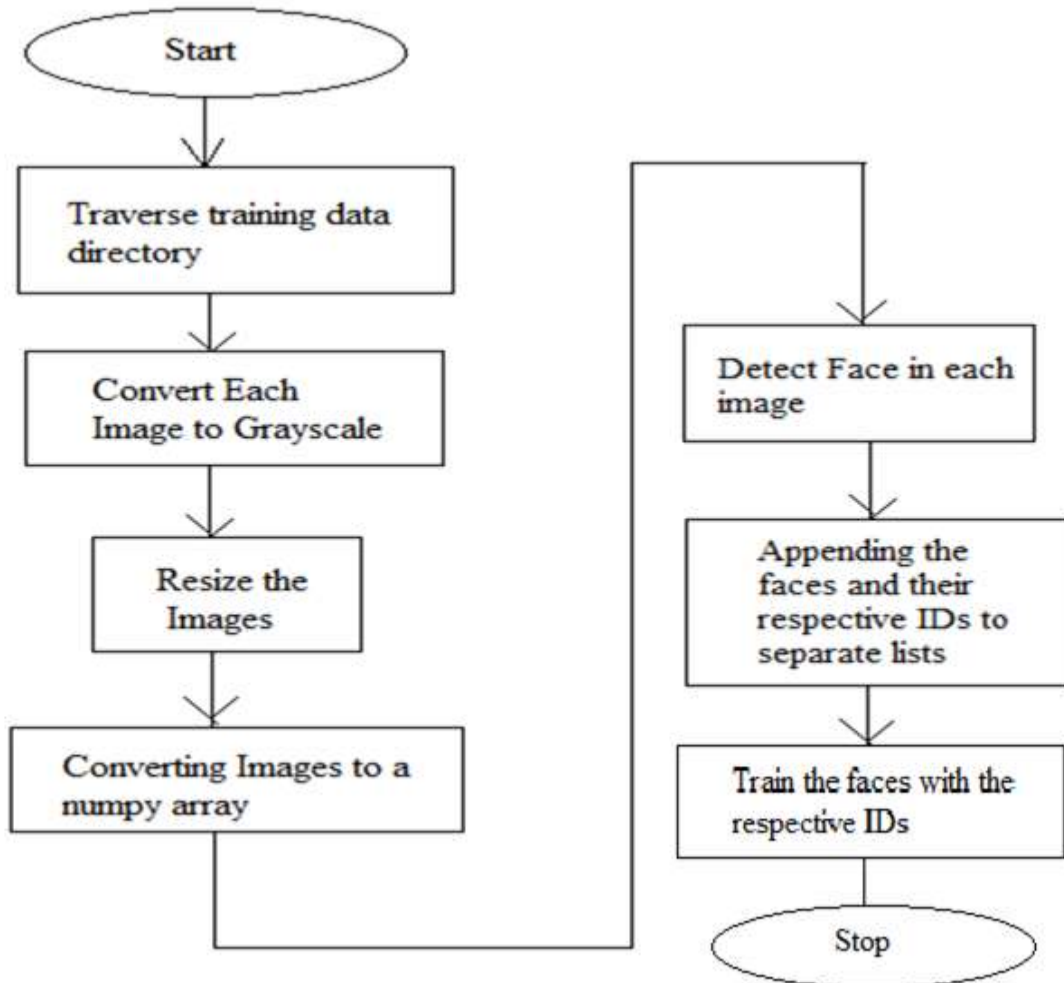 Start
Traverse training data
directory
Convert Each
Image to Grayscale
Resize the
Images
Converting Images to a
numpy array
Detect Face in each
image
Appending the
faces and their
respective IDs to
separate lists
Train the faces with the
respective IDs
Stop